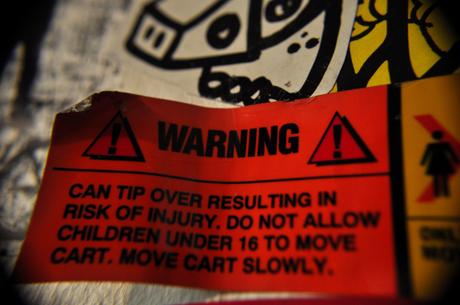 WARNING
CAN TIP OVER RESULTING IN
RISK OF INJURY. DO NOT ALLOW
CHILDREN UNDER 16 TO MOVE
CART. MOVE CART SLOWLY.